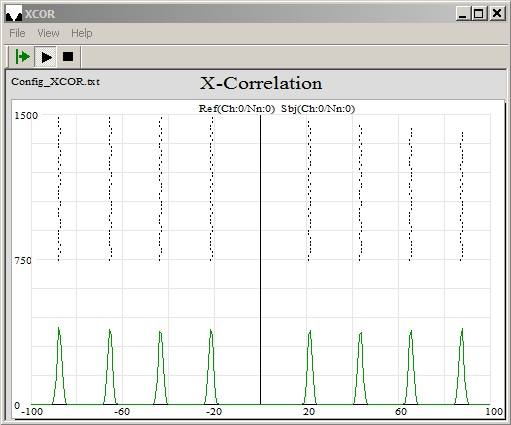 XCOR
File View Help
Config_XCOR.txt
X-Correlation
Ref(Ch:0/Nn:0) Sbj(Ch:0/Nn:0)
1500
750
0
-100 -60 -20 20 60 100